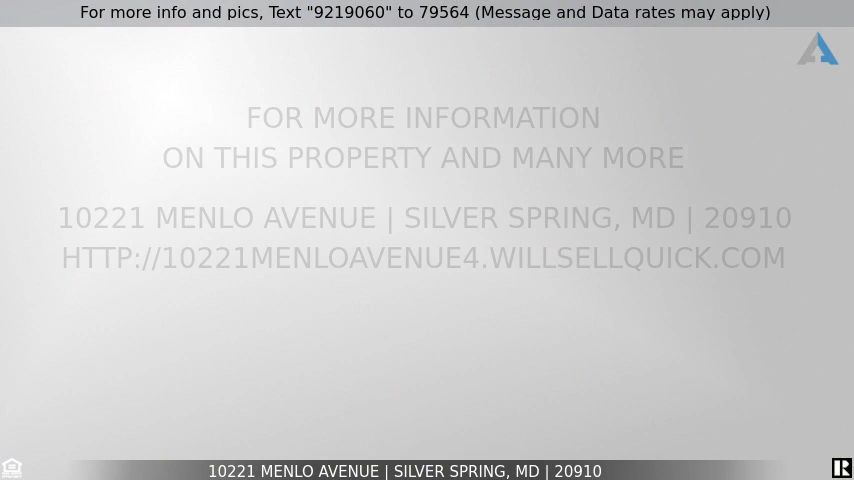 For more info and pics, Text "9219060" to 79564 (Message and Data rates may apply)
FOR MORE INFORMATION
ON THIS PROPERTY AND MANY MORE
10221 MENLO AVENUE | SILVER SPRING, MD | 20910
HTTP://10221MENLOAVENUE4.WILLSELLQUICK.COM
10221 MENLO AVENUE | SILVER SPRING, MD | 20910